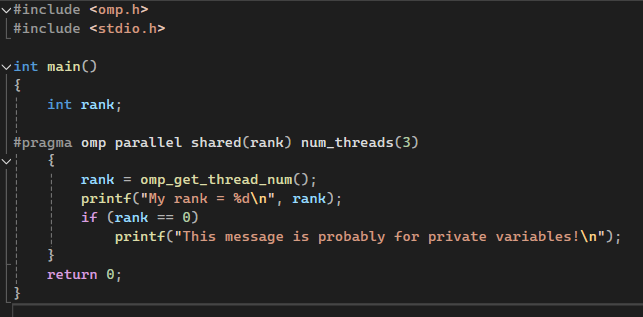 #include <omp.h>
#include <stdio.h>
int main()
{
int rank;
#pragma omp parallel shared(rank) num_threads(3)
{
rank = omp_get_thread_num();
printf("My rank = %d\n", rank);
if (rank == 0)
printf("This message is probably for private variables!\n");
}
return 0;
}